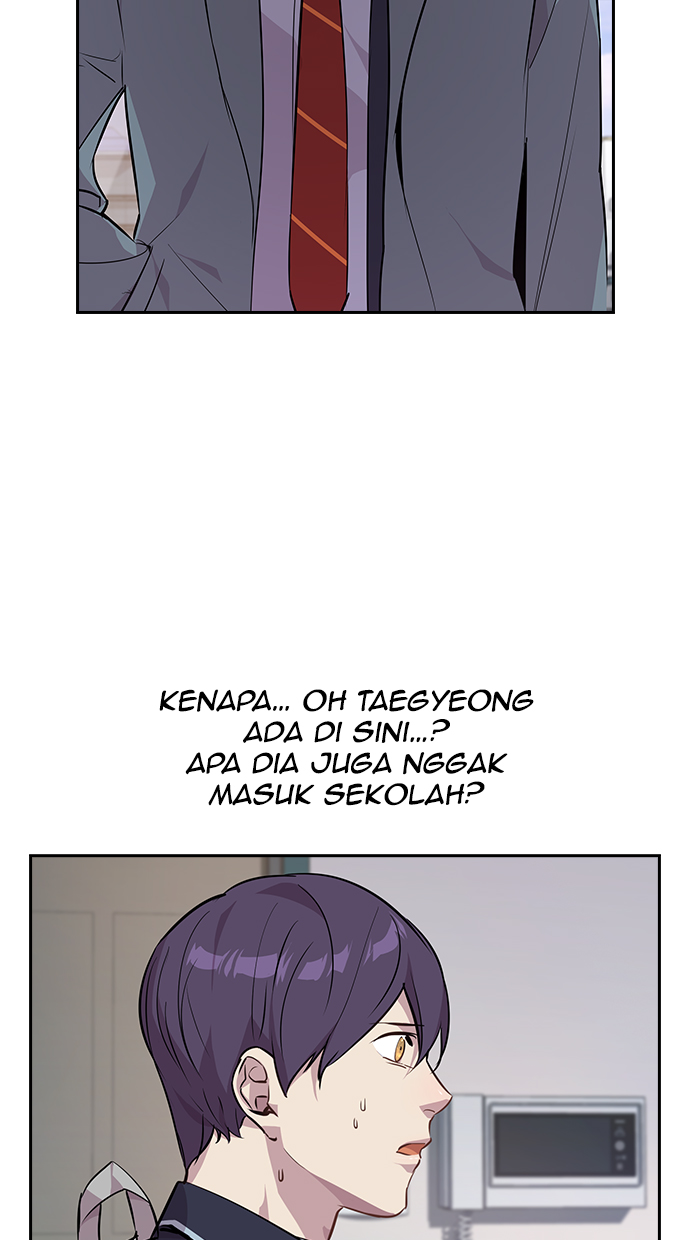 KENAPA... OH TAEGYEONG
ADA DI SINI...?
APA DIA JUGA NGGAK
MASUK SEKOLAH?